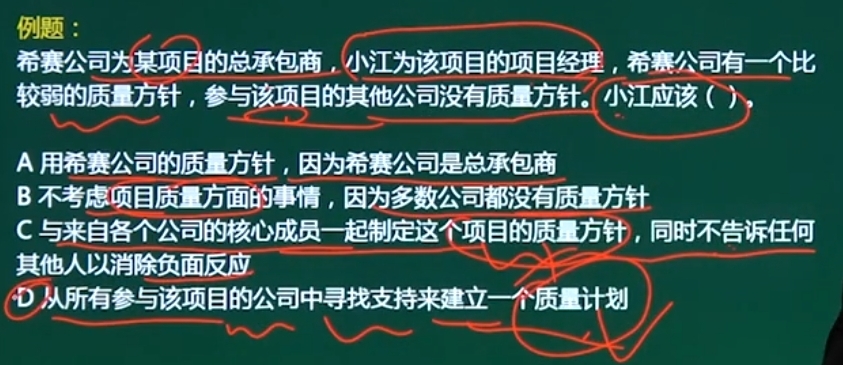 例题：
希赛公司为某项目的总承包商，小江为该项目的项目经理，希赛公司有一个比
较弱的质量方针，参与该项目的其他公司没有质量方针。小江应该（ ）。
A 用希赛公司的质量方针，因为希赛公司是总承包商
B 不考虑项目质量方面的事情，因为多数公司都没有质量方针
C 与来自各个公司的核心成员一起制定这个项目的质量方针，同时不告诉任何
其他人以消除负面反应
D 从所有参与该项目的公司中寻找支持来建立一个质量计划